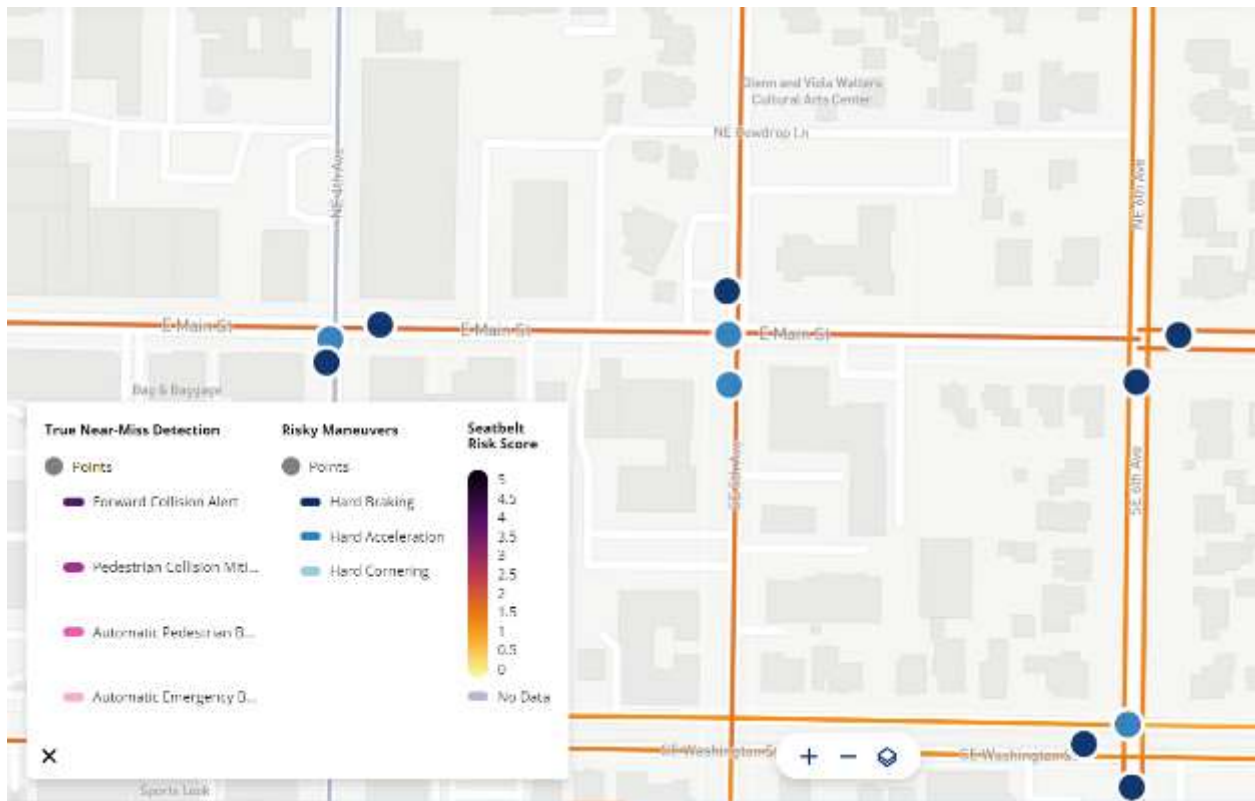 Glenn and Viola Walters
Cultural Arts Center
NE Dewdrop Ln
NE 4th Ave
NE 6th Ave
E Main St
E Main St
E Main St
Bag & Baggage
SE 5th Ave
SE 6th Ave
True Near-Miss Detection
Points
Forward Collision Alert
Pedestrian Collision Miti...
Automatic Pedestrian B...
Automatic Emergency B...
Risky Maneuvers
Points
Hard Braking
Hard Acceleration
Hard Cornering
Seatbelt
Risk Score
5
4.5
4
3.5
3
2.5
2
1.5
1
0.5
0
No Data
SE Washington S
SE Washington S
Sports Look